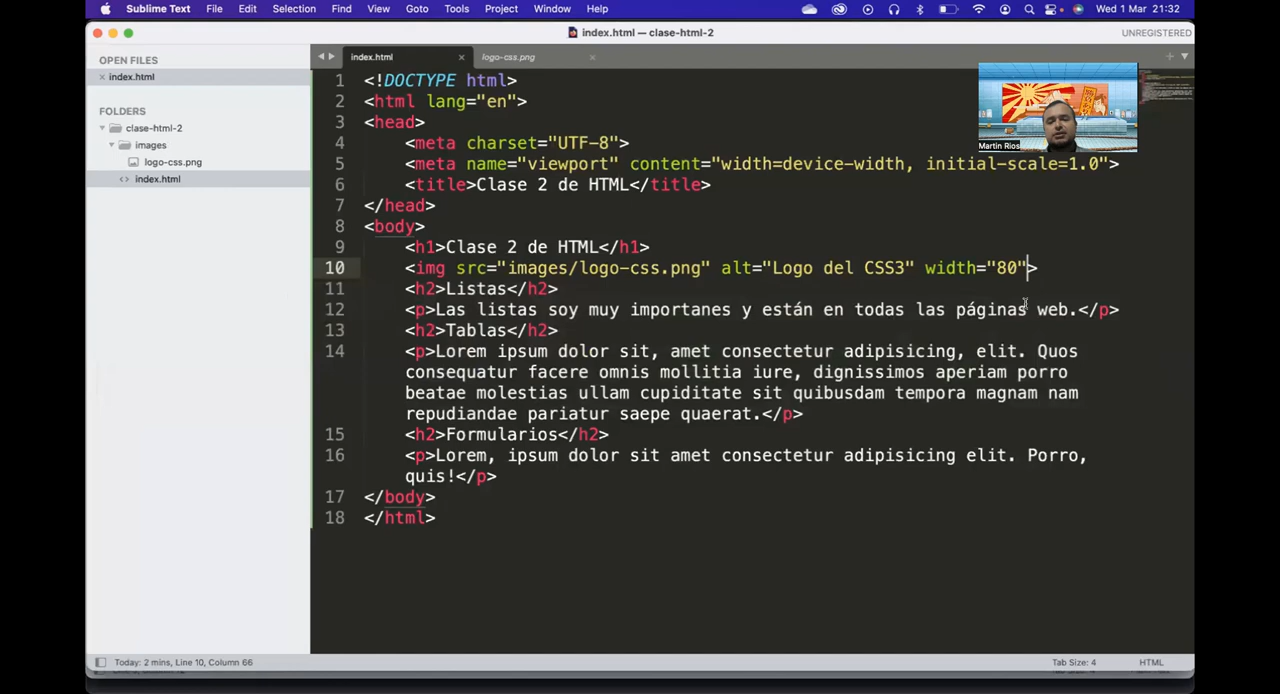 Sublime Text File Edit Selection Find View Goto Tools Project Window Help Wed 1 Mar 21:32
index.html — clase-html-2 UNREGISTERED
OPEN FILES
index.html
FOLDERS
clase-html-2
images
logo-css.png
index.html
index.html logo-css.png
1 <!DOCTYPE html>
2 <html lang="en">
3 <head>
4 <meta charset="UTF-8">
5 <meta name="viewport" content="width=device-width, initial-scale=1.0">
6 <title>Clase 2 de HTML</title>
7 </head>
8 <body>
9 <h1>Clase 2 de HTML</h1>
10 <img src="images/logo-css.png" alt="Logo del CSS3" width="80">
11 <h2>Listas</h2>
12 <p>Las listas soy muy importanes y están en todas las páginas web.</p>
13 <h2>Tablas</h2>
14 <p>Lorem ipsum dolor sit, amet consectetur adipisicing, elit. Quos
consequatur facere omnis mollitia iure, dignissimos aperiam porro
beatae molestias ullam cupiditate sit quibusdam tempora magnam nam
repudiandae pariatur saepe quaerat.</p>
15 <h2>Formularios</h2>
16 <p>Lorem, ipsum dolor sit amet consectetur adipisicing elit. Porro,
quis!</p>
17 </body>
18 </html>
Martin Rios
Today: 2 mins, Line 10, Column 66 Tab Size: 4 HTML